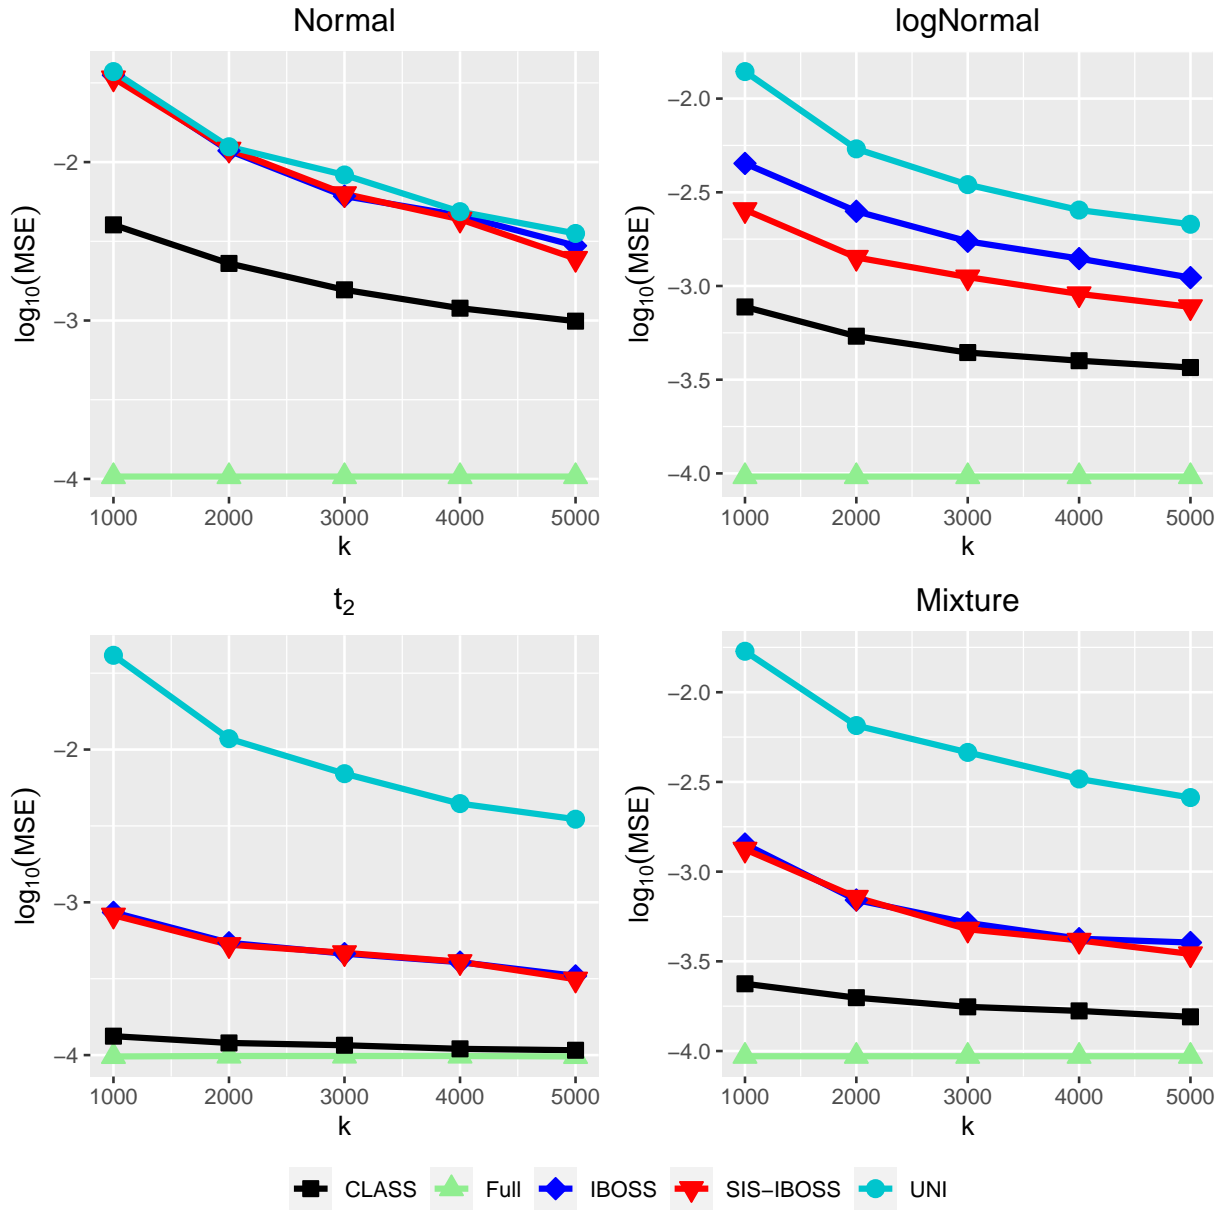 Normal
−2
−3
−4
log₁₀(MSE)
1000 2000 3000 4000 5000
k
logNormal
−2.0
−2.5
−3.0
−3.5
−4.0
log₁₀(MSE)
1000 2000 3000 4000 5000
k
t₂
−2
−3
−4
log₁₀(MSE)
1000 2000 3000 4000 5000
k
Mixture
−2.0
−2.5
−3.0
−3.5
−4.0
log₁₀(MSE)
1000 2000 3000 4000 5000
k
CLASS Full IBOSS SIS−IBOSS UNI